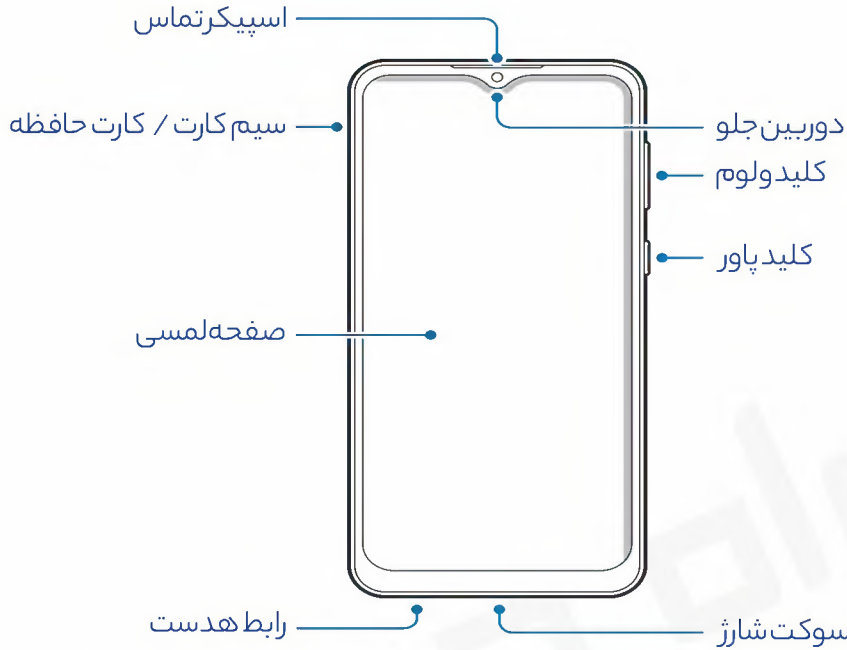 اسپیکر تماس
سیم کارت / کارت حافظه
دوربین جلو
کلید ولوم
کلید پاور
صفحه لمسی
رابط هدست
سوکت شارژ